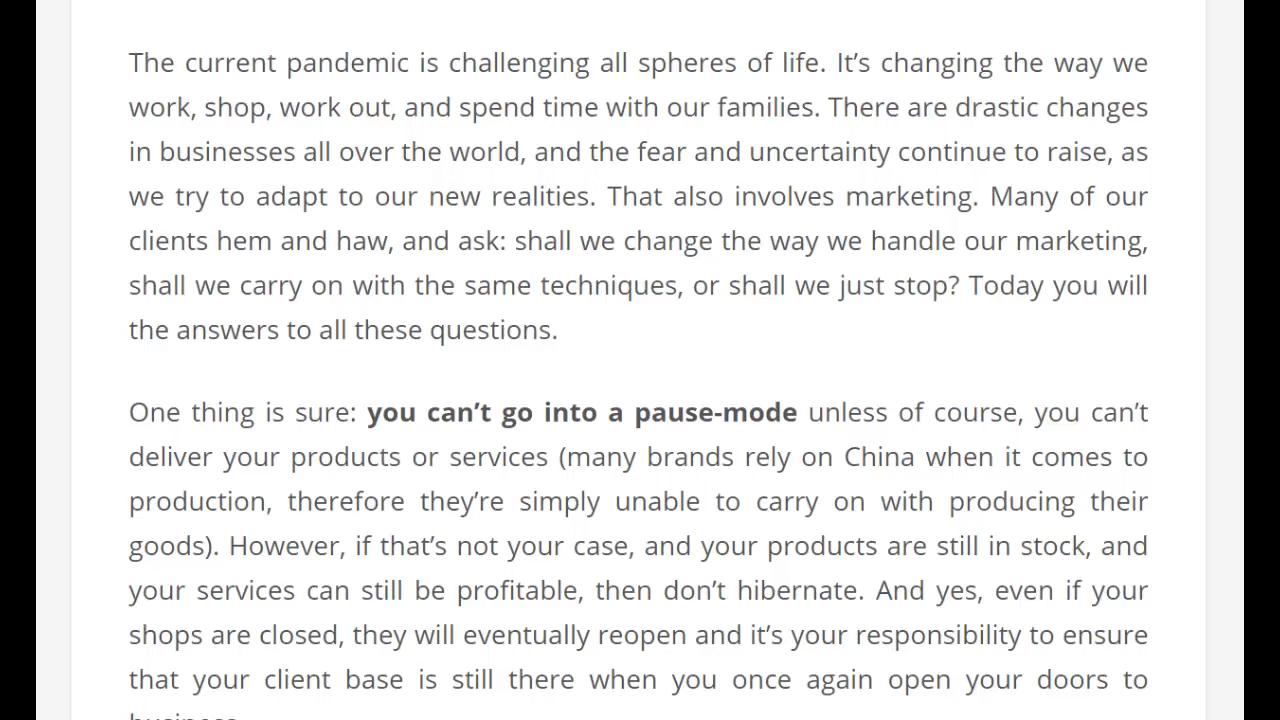 The current pandemic is challenging all spheres of life. It’s changing the way we
work, shop, work out, and spend time with our families. There are drastic changes
in businesses all over the world, and the fear and uncertainty continue to raise, as
we try to adapt to our new realities. That also involves marketing. Many of our
clients hem and haw, and ask: shall we change the way we handle our marketing,
shall we carry on with the same techniques, or shall we just stop? Today you will
the answers to all these questions.
One thing is sure: you can’t go into a pause-mode unless of course, you can’t
deliver your products or services (many brands rely on China when it comes to
production, therefore they’re simply unable to carry on with producing their
goods). However, if that’s not your case, and your products are still in stock, and
your services can still be profitable, then don’t hibernate. And yes, even if your
shops are closed, they will eventually reopen and it’s your responsibility to ensure
that your client base is still there when you once again open your doors to